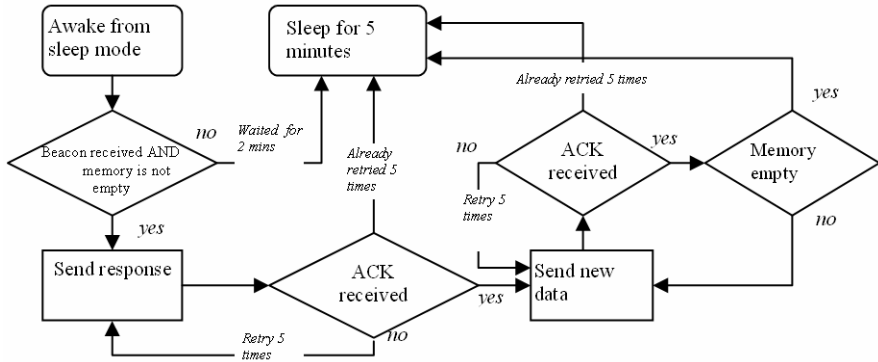 Awake from
sleep mode
Sleep for 5
minutes
Already retried 5 times
yes
no
Waited for
2 mins
Beacon received AND
memory is not
empty
Already
retried 5
times
no
ACK
received
yes
Memory
empty
Retry 5
times
no
yes
Send response
ACK
received
yes
Send new
data
Retry 5
times
no